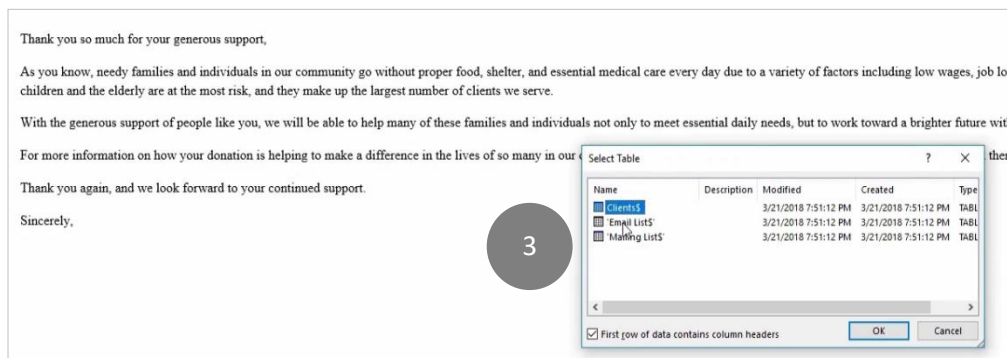 Thank you so much for your generous support,
As you know, needy families and individuals in our community go without proper food, shelter, and essential medical care every day due to a variety of factors including low wages, job lo
children and the elderly are at the most risk, and they make up the largest number of clients we serve.
With the generous support of people like you, we will be able to help many of these families and individuals not only to meet essential daily needs, but to work toward a brighter future wit
For more information on how your donation is helping to make a difference in the lives of so many in our
Thank you again, and we look forward to your continued support.
Sincerely,
3
Select Table ? ×
Name Description Modified Created Type
Clients$ 3/21/2018 7:51:12 PM 3/21/2018 7:51:12 PM TABL
'Email List$' 3/21/2018 7:51:12 PM 3/21/2018 7:51:12 PM TABL
'Mailing List$' 3/21/2018 7:51:12 PM 3/21/2018 7:51:12 PM TABL
First row of data contains column headers
OK Cancel